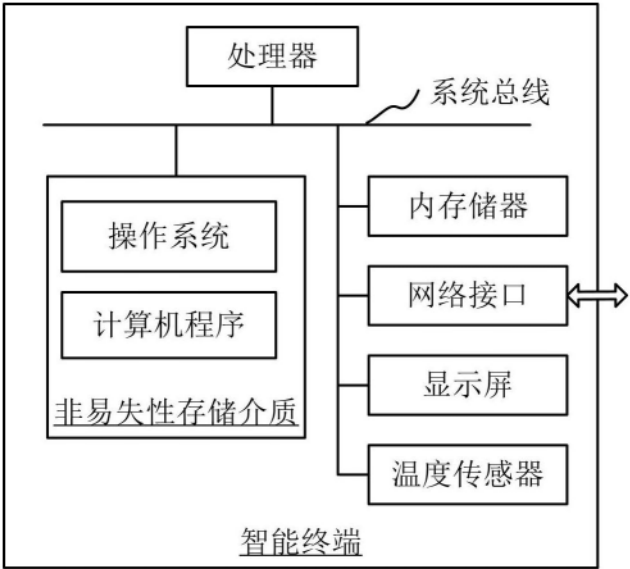 处理器
系统总线
操作系统
计算机程序
非易失性存储介质
内存储器
网络接口
显示屏
温度传感器
智能终端